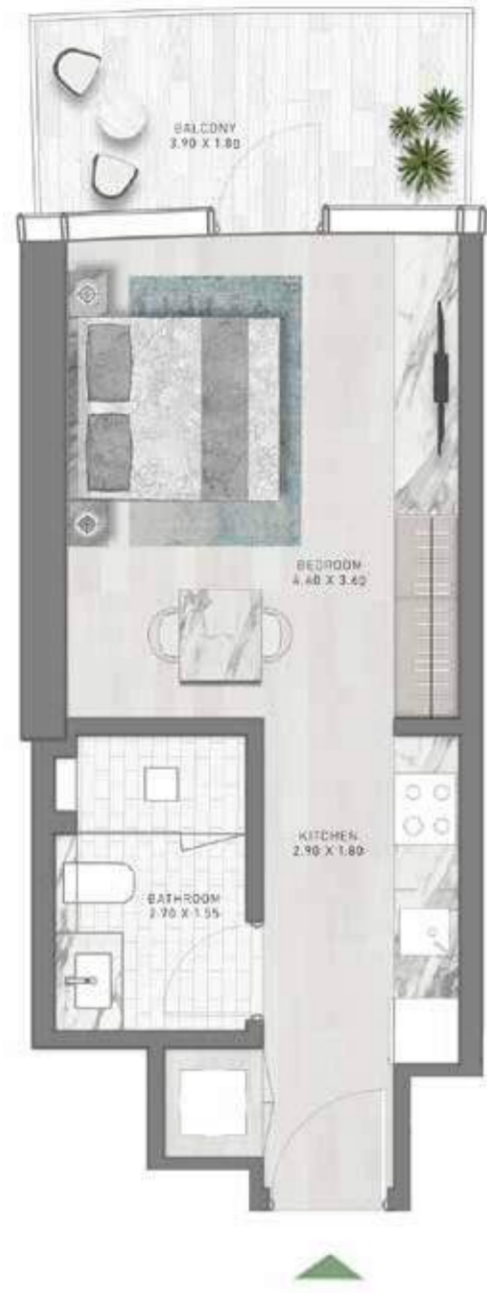 BALCONY
3.90 X 1.80
BEDROOM
4.40 X 3.60
KITCHEN
2.90 X 1.80
BATHROOM
2.70 X 1.55